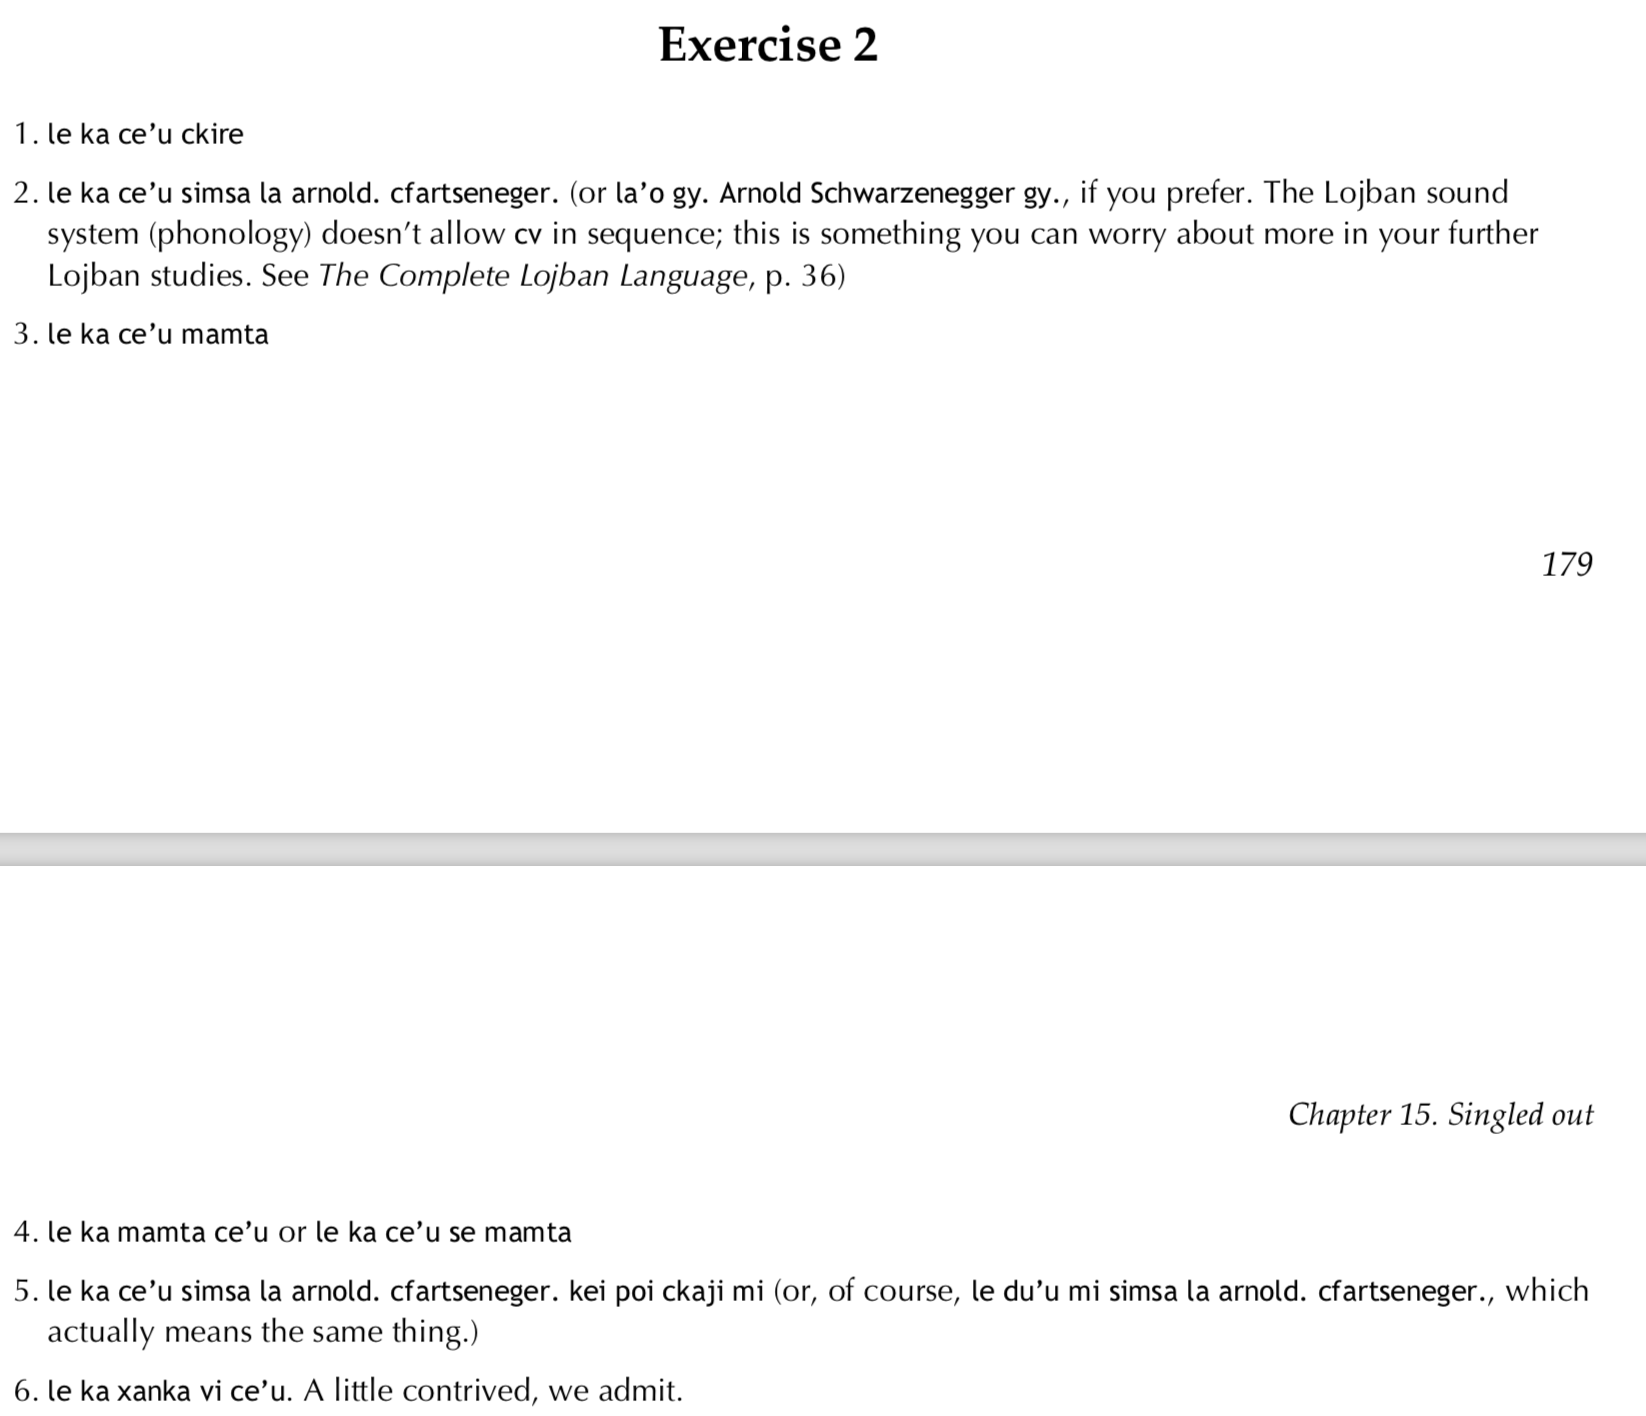 Exercise 2
1. le ka ce’u ckire
2. le ka ce’u simsa la arnold. cfartseneger. (or la’o gy. Arnold Schwarzenegger gy., if you prefer. The Lojban sound
system (phonology) doesn’t allow cv in sequence; this is something you can worry about more in your further
Lojban studies. See The Complete Lojban Language, p. 36)
3. le ka ce’u mamta
179
Chapter 15. Singled out
4. le ka mamta ce’u or le ka ce’u se mamta
5. le ka ce’u simsa la arnold. cfartseneger. kei poi ckaji mi (or, of course, le du’u mi simsa la arnold. cfartseneger., which
actually means the same thing.)
6. le ka xanka vi ce’u. A little contrived, we admit.